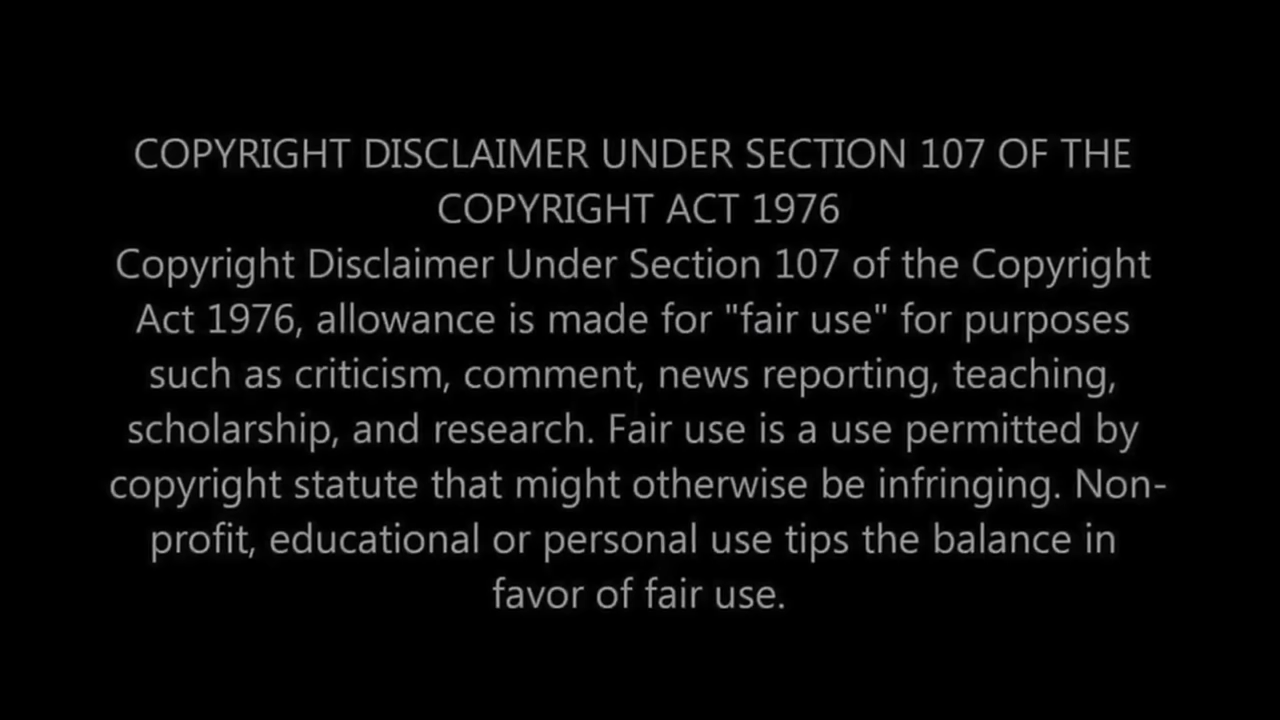 COPYRIGHT DISCLAIMER UNDER SECTION 107 OF THE
COPYRIGHT ACT 1976
Copyright Disclaimer Under Section 107 of the Copyright
Act 1976, allowance is made for "fair use" for purposes
such as criticism, comment, news reporting, teaching,
scholarship, and research. Fair use is a use permitted by
copyright statute that might otherwise be infringing. Non-
profit, educational or personal use tips the balance in
favor of fair use.